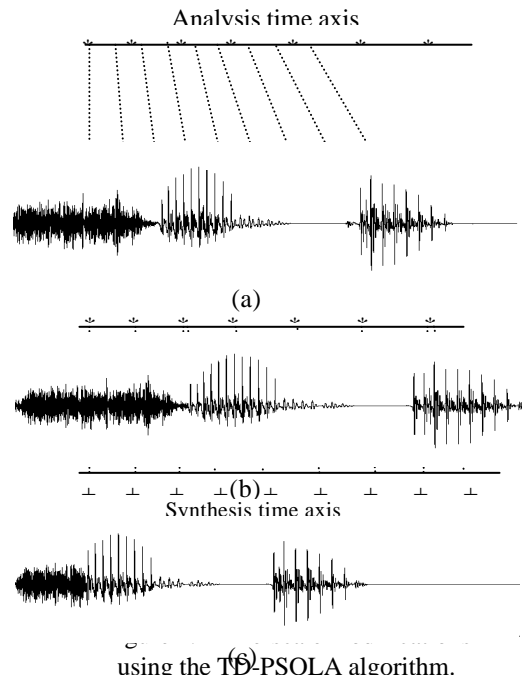 Analysis time axis
(a)
(b)
Synthesis time axis
(c)
using the TD-PSOLA algorithm.